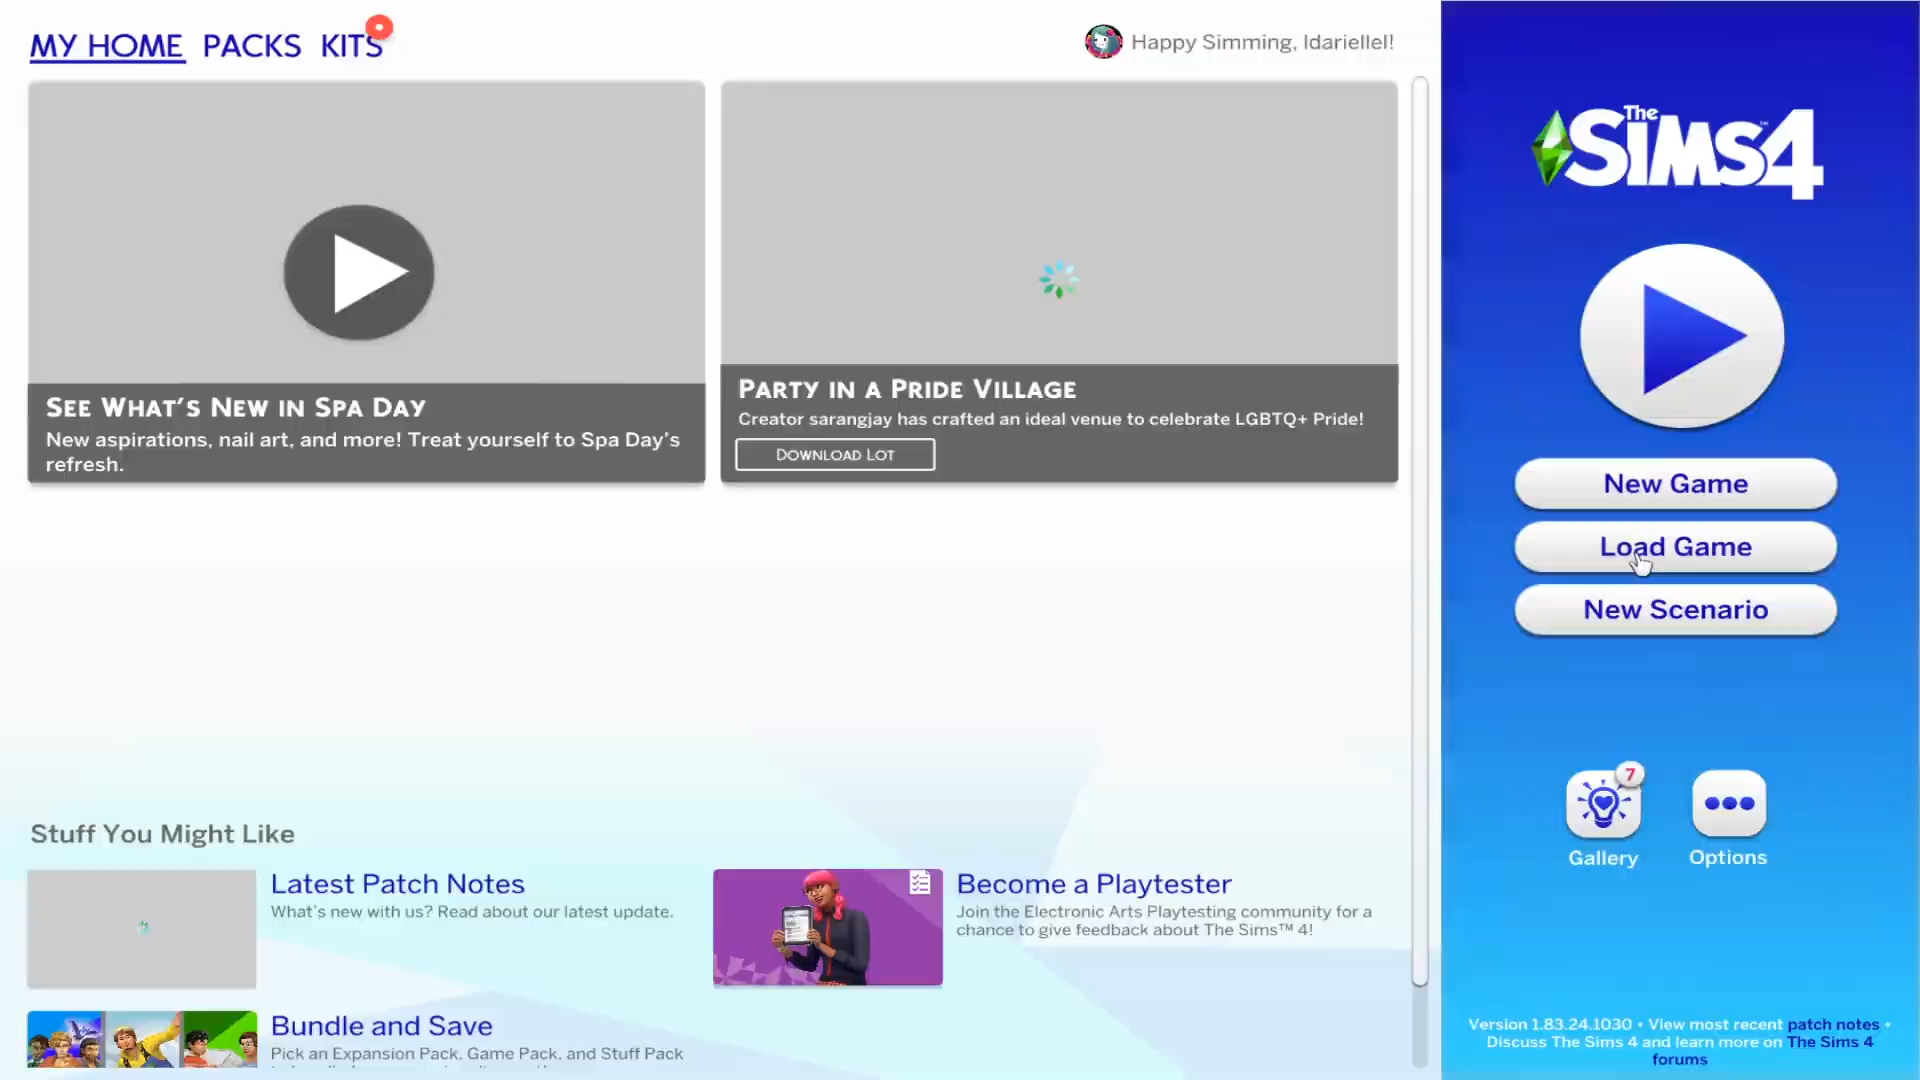 MY HOME PACKS KITS
Happy Simming, Idariellel!
SEE WHAT'S NEW IN SPA DAY
New aspirations, nail art, and more! Treat yourself to Spa Day's
refresh.
PARTY IN A PRIDE VILLAGE
Creator sarangjay has crafted an ideal venue to celebrate LGBTQ+ Pride!
DOWNLOAD LOT
Stuff You Might Like
Latest Patch Notes
What's new with us? Read about our latest update.
Become a Playtester
Join the Electronic Arts Playtesting community for a
chance to give feedback about The Sims™ 4!
Bundle and Save
Pick an Expansion Pack, Game Pack, and Stuff Pack
The SIMS 4
New Game
Load Game
New Scenario
7
Gallery
Options
Version 1.83.24.1030 • View most recent patch notes •
Discuss The Sims 4 and learn more on The Sims 4
forums